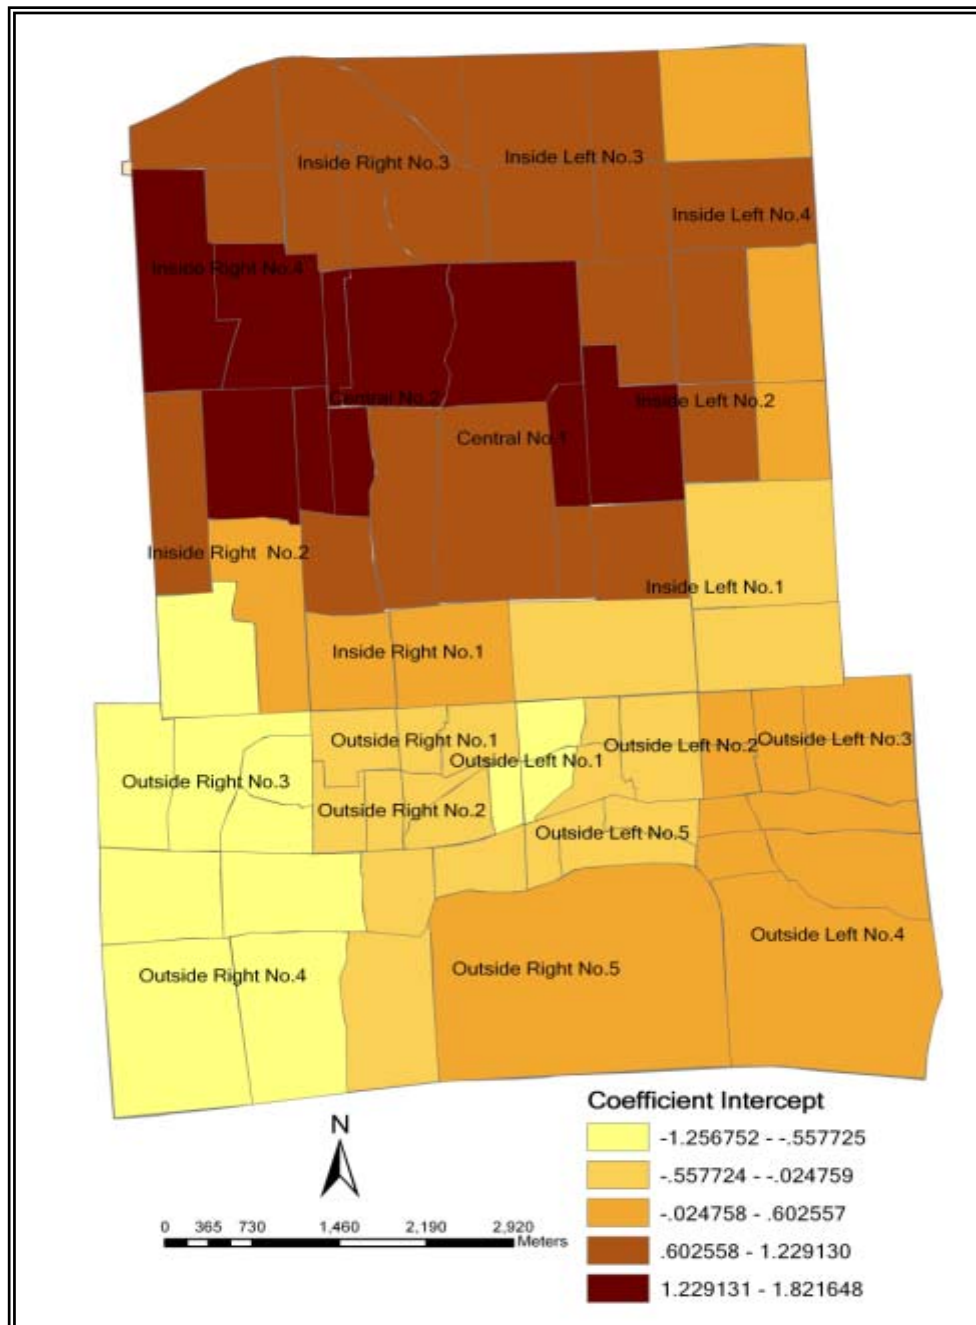 Inside Right No.3
Inside Left No.3
Inside Left No.4
Inside Right No.4
Central No.2
Inside Left No.2
Central No.1
Iniside Right  No.2
Inside Left No.1
Inside Right No.1
Outside Right No.1
Outside Left No.2
Outside Left No.3
Outside Left No.1
Outside Right No.3
Outside Right No.2
Outside Left No.5
Outside Left No.4
Outside Right No.5
Outside Right No.4
Coefficient Intercept
-1.256752 - -.557725
-.557724 - -.024759
-.024758 - .602557
.602558 - 1.229130
1.229131 - 1.821648
N
0 365 730 1,460 2,190 2,920
Meters